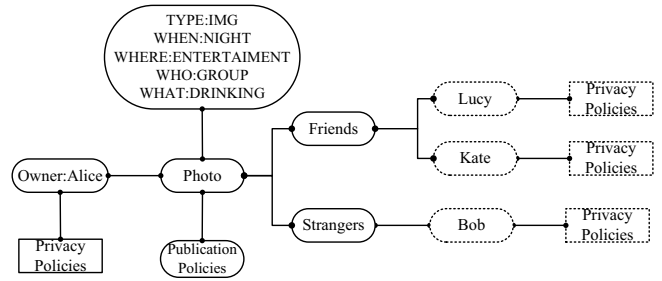 TYPE:IMG
WHEN:NIGHT
WHERE:ENTERTAIMENT
WHO:GROUP
WHAT:DRINKING
Lucy
Privacy
Policies
Friends
Kate
Privacy
Policies
Owner:Alice
Photo
Strangers
Bob
Privacy
Policies
Privacy
Policies
Publication
Policies